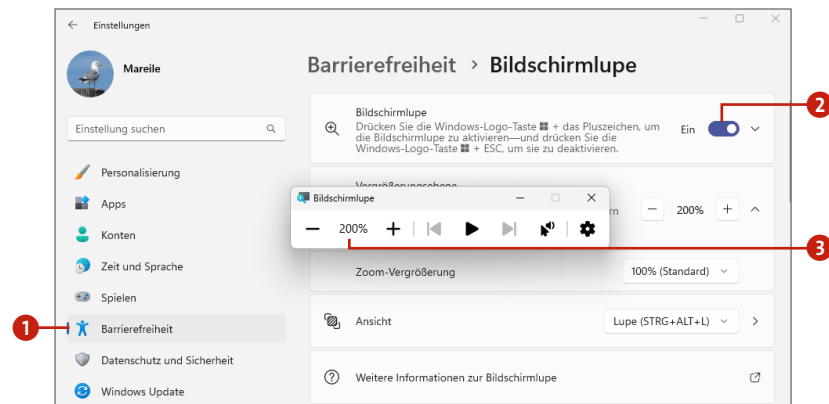 Einstellungen
Mareile
Einstellung suchen
Personalisierung
Apps
Konten
Zeit und Sprache
Spielen
1
Barrierefreiheit
Datenschutz und Sicherheit
Windows Update
Barrierefreiheit > Bildschirmlupe
Bildschirmlupe
Drücken Sie die Windows-Logo-Taste + das Pluszeichen, um
die Bildschirmlupe zu aktivieren—und drücken Sie die
Windows-Logo-Taste + ESC, um sie zu deaktivieren.
Ein
2
Vergrößerungsebene
200%
Bildschirmlupe
200%
3
Zoom-Vergrößerung
100% (Standard)
Ansicht
Lupe (STRG+ALT+L)
Weitere Informationen zur Bildschirmlupe